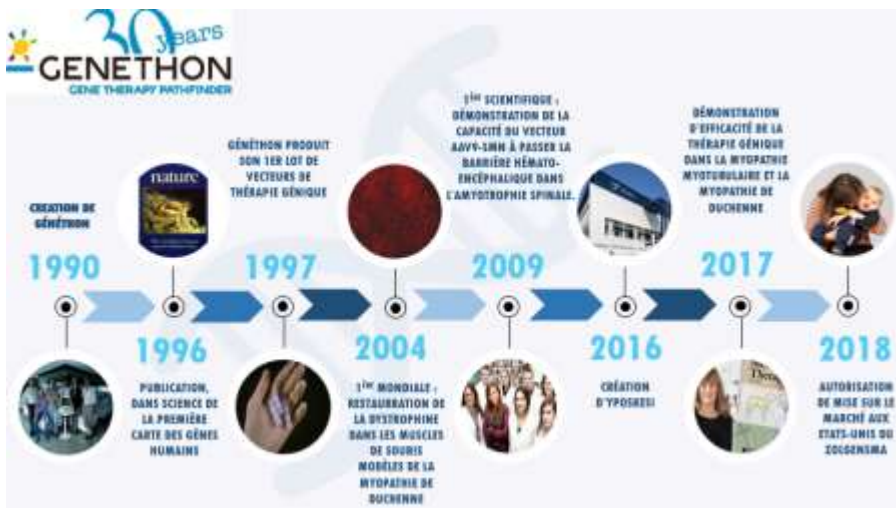 30 years
GENETHON
GENE THERAPY PATHFINDER
CREATION DE
GÉNÉTHON
1990
nature
1996
PUBLICATION,
DANS SCIENCE DE
LA PREMIÈRE
CARTE DES GÈNES
HUMAINS
GÉNÉTHON PRODUIT
SON 1ER LOT DE
VECTEURS DE
THÉRAPIE GÉNIQUE
1997
2004
1ÈRE MONDIALE :
RESTAURATION DE
LA DYSTROPHINE
DANS LES MUSCLES
DE SOURIS
MODÈLES DE LA
MYOPATHIE DE
DUCHENNE
1ÈRE SCIENTIFIQUE :
DÉMONSTRATION DE LA
CAPACITÉ DU VECTEUR
AAV9-SMN À PASSER LA
BARRIÈRE HÉMATO-
ENCÉPHALIQUE DANS
L'AMYOTROPHIE SPINALE.
2009
2016
CRÉATION
D'YPOSKESI
DÉMONSTRATION
D'EFFICACITÉ DE LA
THÉRAPIE GÉNIQUE
DANS LA MYOPATHIE
MYOTUBULAIRE ET LA
MYOPATHIE DE
DUCHENNE
2017
2018
AUTORISATION
DE MISE SUR LE
MARCHÉ AUX
ETATS-UNIS DU
ZOLGENSMA